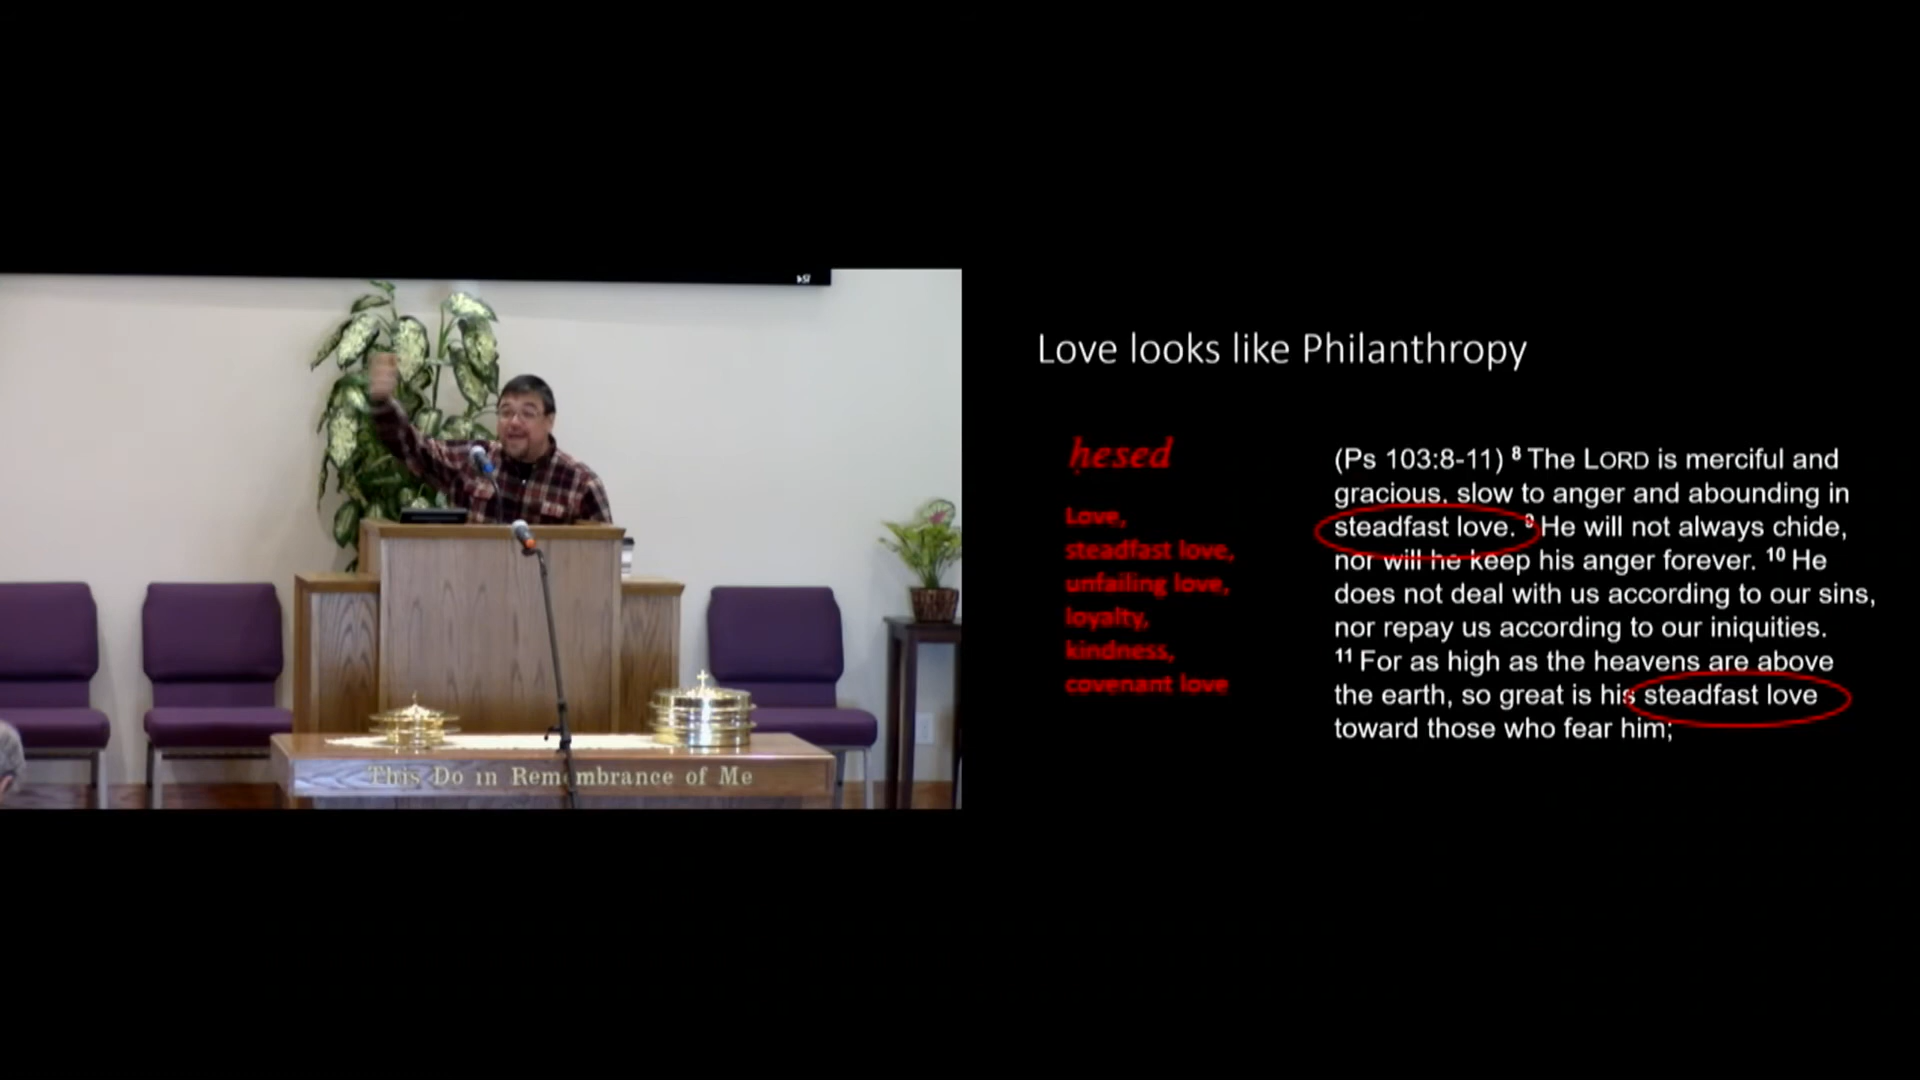 Love looks like Philanthropy
ḥesed
Love,
steadfast love,
unfailing love,
loyalty,
kindness,
covenant love
(Ps 103:8-11) ⁸ The LORD is merciful and
gracious, slow to anger and abounding in
steadfast love. ⁹ He will not always chide,
nor will he keep his anger forever. ¹⁰ He
does not deal with us according to our sins,
nor repay us according to our iniquities.
¹¹ For as high as the heavens are above
the earth, so great is his steadfast love
toward those who fear him;
This Do in Remembrance of Me